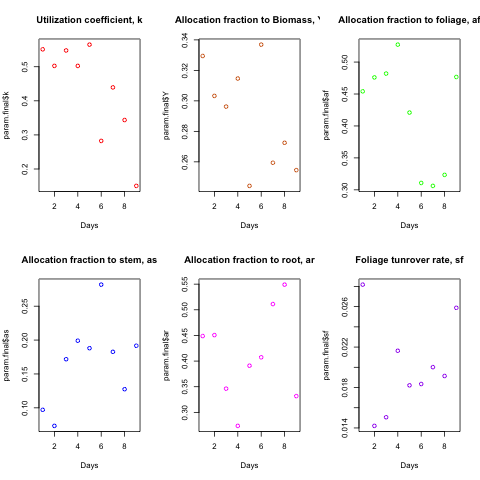 Utilization coefficient, k
param.final$k
0.2 0.3 0.4 0.5
2 4 6 8
Days
Allocation fraction to Biomass, Y
param.final$Y
0.26 0.28 0.30 0.32 0.34
2 4 6 8
Days
Allocation fraction to foliage, af
param.final$af
0.30 0.35 0.40 0.45 0.50
2 4 6 8
Days
Allocation fraction to stem, as
param.final$as
0.10 0.15 0.20 0.25
2 4 6 8
Days
Allocation fraction to root, ar
param.final$ar
0.30 0.35 0.40 0.45 0.50 0.55
2 4 6 8
Days
Foliage tunrover rate, sf
param.final$sf
0.014 0.018 0.022 0.026
2 4 6 8
Days